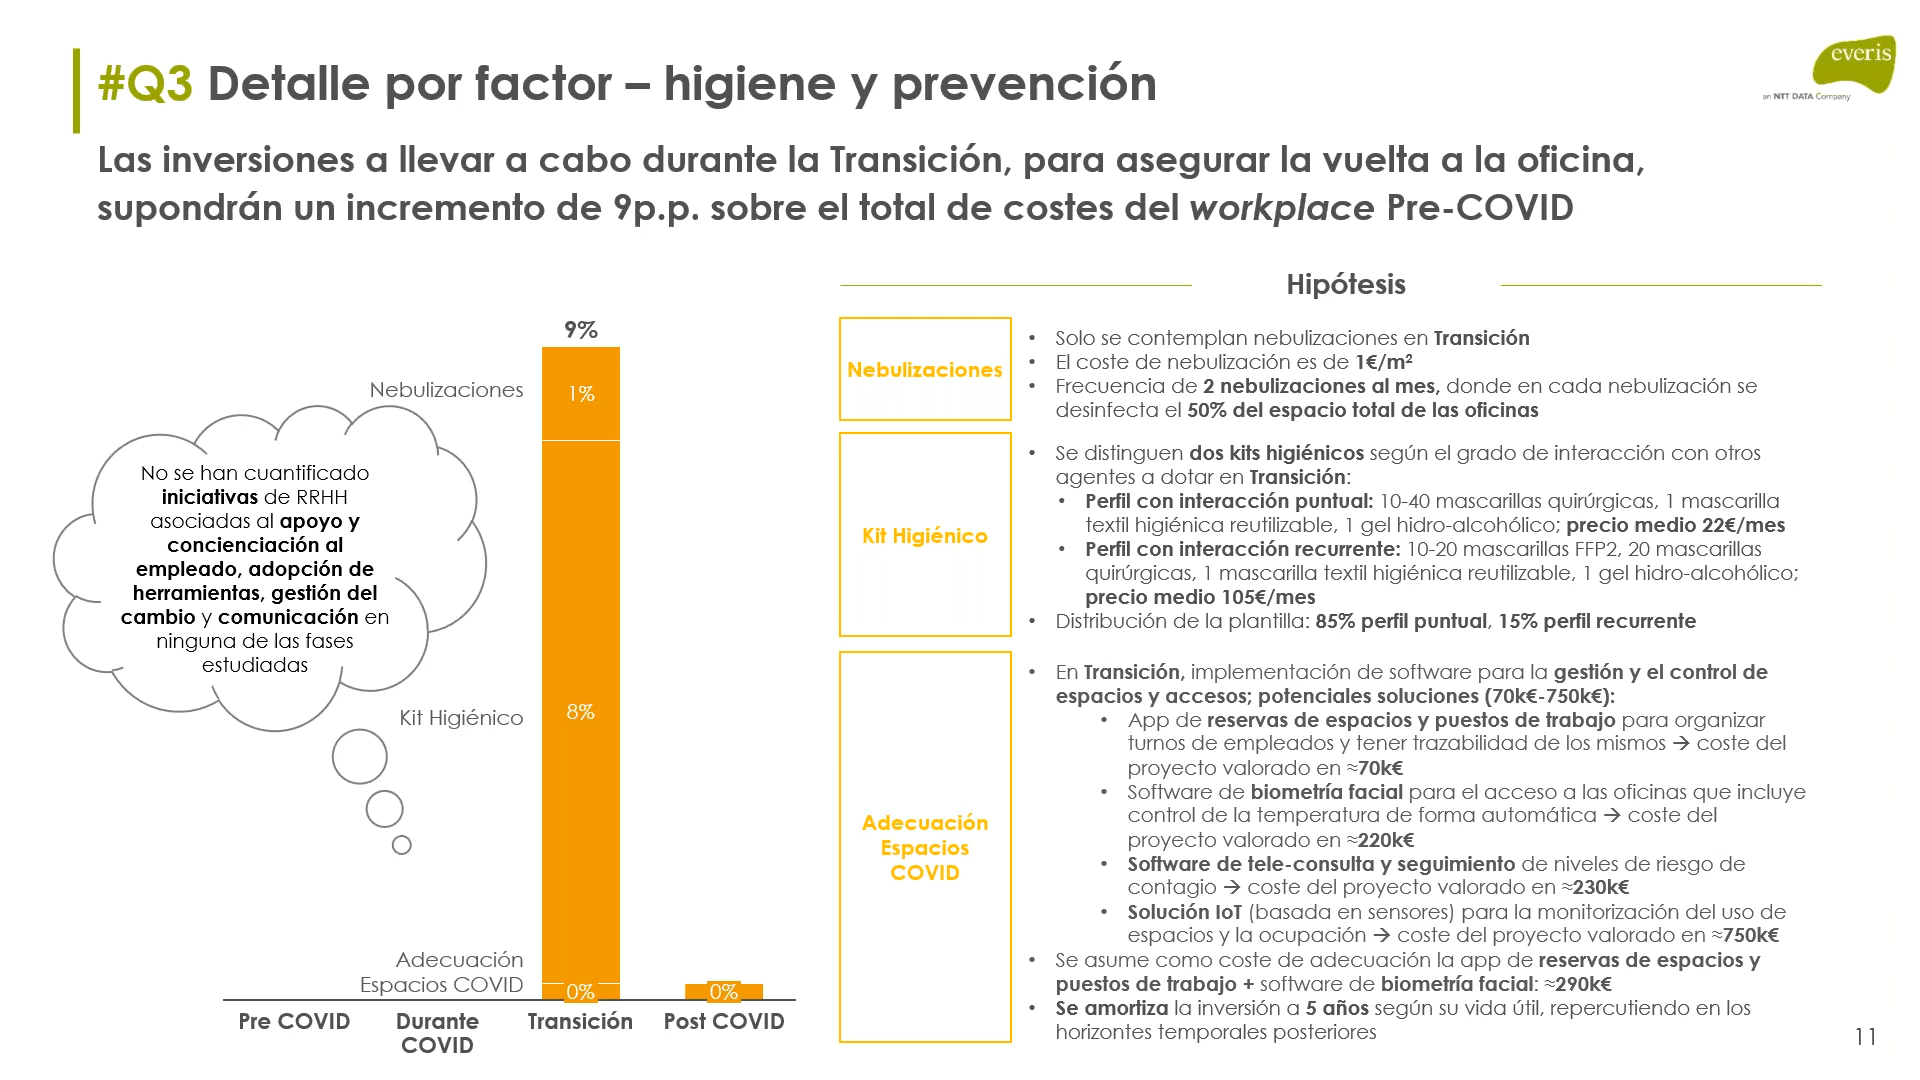 #Q3 Detalle por factor – higiene y prevención
everis
an NTT DATA Company
Las inversiones a llevar a cabo durante la Transición, para asegurar la vuelta a la oficina,
supondrán un incremento de 9p.p. sobre el total de costes del workplace Pre-COVID
9%
Nebulizaciones
1%
No se han cuantificado
iniciativas de RRHH
asociadas al apoyo y
concienciación al
empleado, adopción de
herramientas, gestión del
cambio y comunicación en
ninguna de las fases
estudiadas
Kit Higiénico
8%
Adecuación
Espacios COVID
0%
0%
Pre COVID
Durante
COVID
Transición
Post COVID
Hipótesis
Nebulizaciones
• Solo se contemplan nebulizaciones en Transición
• El coste de nebulización es de 1€/m²
• Frecuencia de 2 nebulizaciones al mes, donde en cada nebulización se
desinfecta el 50% del espacio total de las oficinas
Kit Higiénico
• Se distinguen dos kits higiénicos según el grado de interacción con otros
agentes a dotar en Transición:
• Perfil con interacción puntual: 10-40 mascarillas quirúrgicas, 1 mascarilla
textil higiénica reutilizable, 1 gel hidro-alcohólico; precio medio 22€/mes
• Perfil con interacción recurrente: 10-20 mascarillas FFP2, 20 mascarillas
quirúrgicas, 1 mascarilla textil higiénica reutilizable, 1 gel hidro-alcohólico;
precio medio 105€/mes
• Distribución de la plantilla: 85% perfil puntual, 15% perfil recurrente
Adecuación
Espacios
COVID
• En Transición, implementación de software para la gestión y el control de
espacios y accesos; potenciales soluciones (70k€-750k€):
• App de reservas de espacios y puestos de trabajo para organizar
turnos de empleados y tener trazabilidad de los mismos → coste del
proyecto valorado en ≈70k€
• Software de biometría facial para el acceso a las oficinas que incluye
control de la temperatura de forma automática → coste del
proyecto valorado en ≈220k€
• Software de tele-consulta y seguimiento de niveles de riesgo de
contagio → coste del proyecto valorado en ≈230k€
• Solución IoT (basada en sensores) para la monitorización del uso de
espacios y la ocupación → coste del proyecto valorado en ≈750k€
• Se asume como coste de adecuación la app de reservas de espacios y
puestos de trabajo + software de biometría facial: ≈290k€
• Se amortiza la inversión a 5 años según su vida útil, repercutiendo en los
horizontes temporales posteriores
11